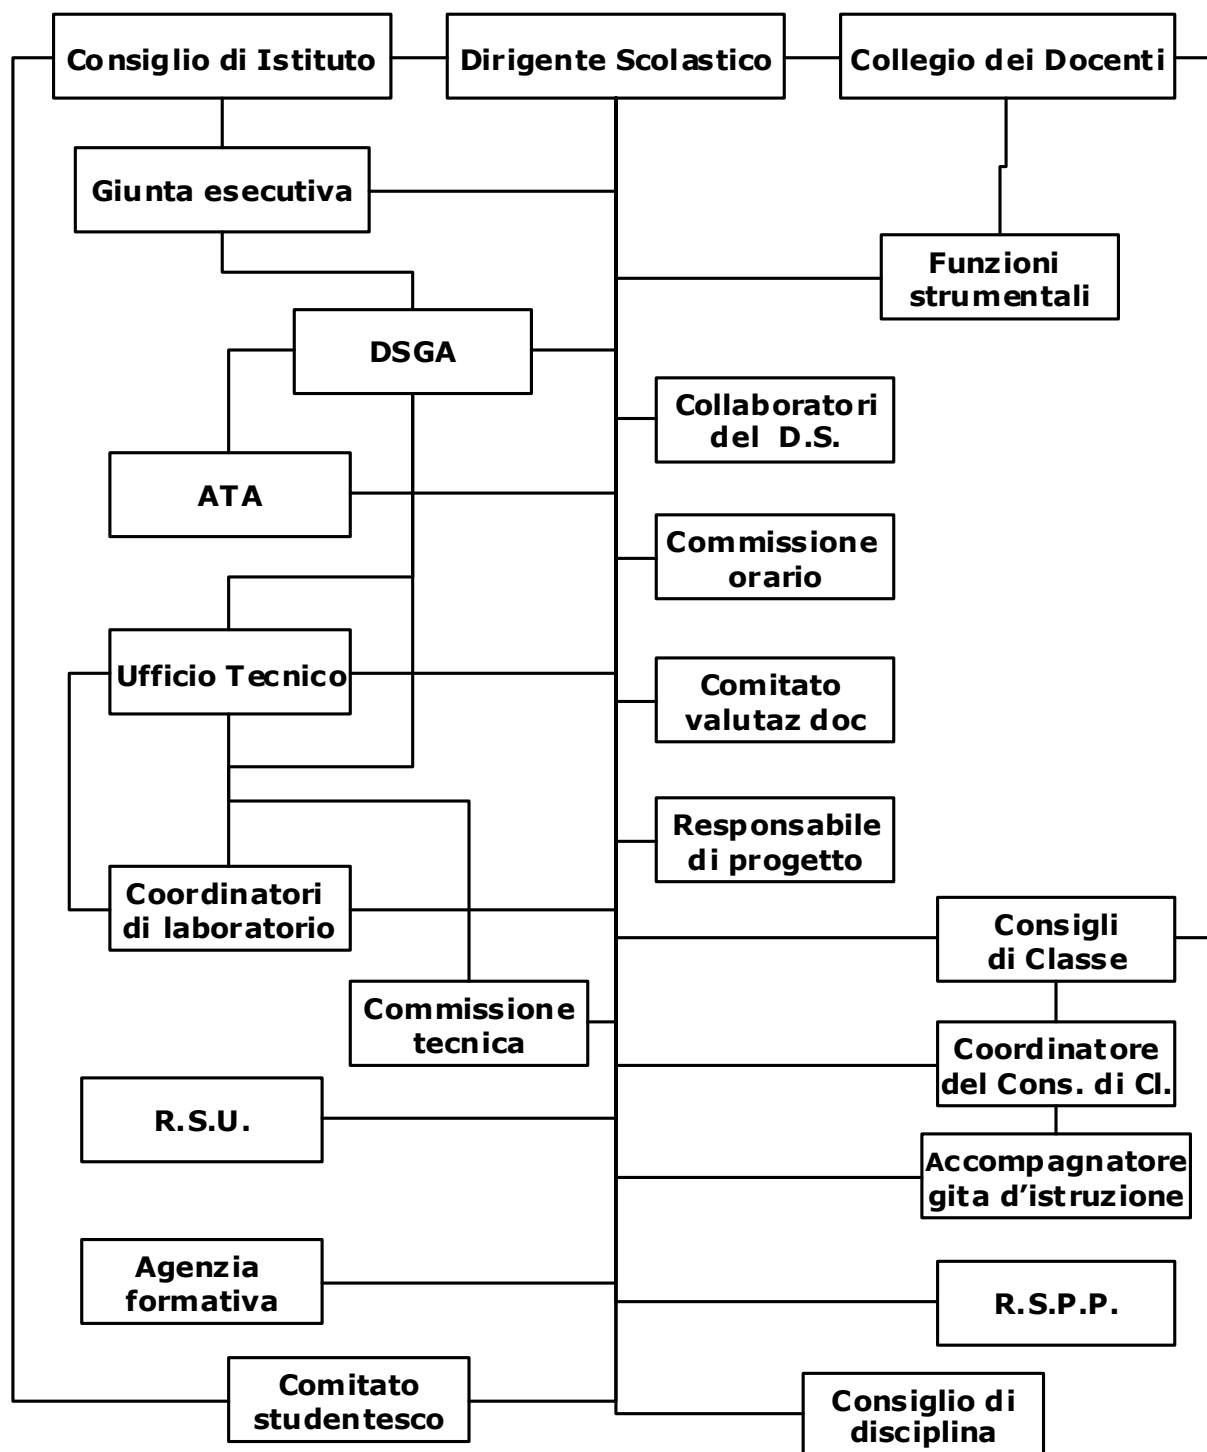 Consiglio di Istituto
Dirigente Scolastico
Collegio dei Docenti
Giunta esecutiva
Funzioni
strumentali
DSGA
Collaboratori
del D.S.
ATA
Commissione
orario
Ufficio Tecnico
Comitato
valutaz doc
Responsabile
di progetto
Coordinatori
di laboratorio
Consigli
di Classe
Commissione
tecnica
Coordinatore
del Cons. di Cl.
R.S.U.
Accompagnatore
gita d’istruzione
Agenzia
formativa
R.S.P.P.
Comitato
studentesco
Consiglio di
disciplina